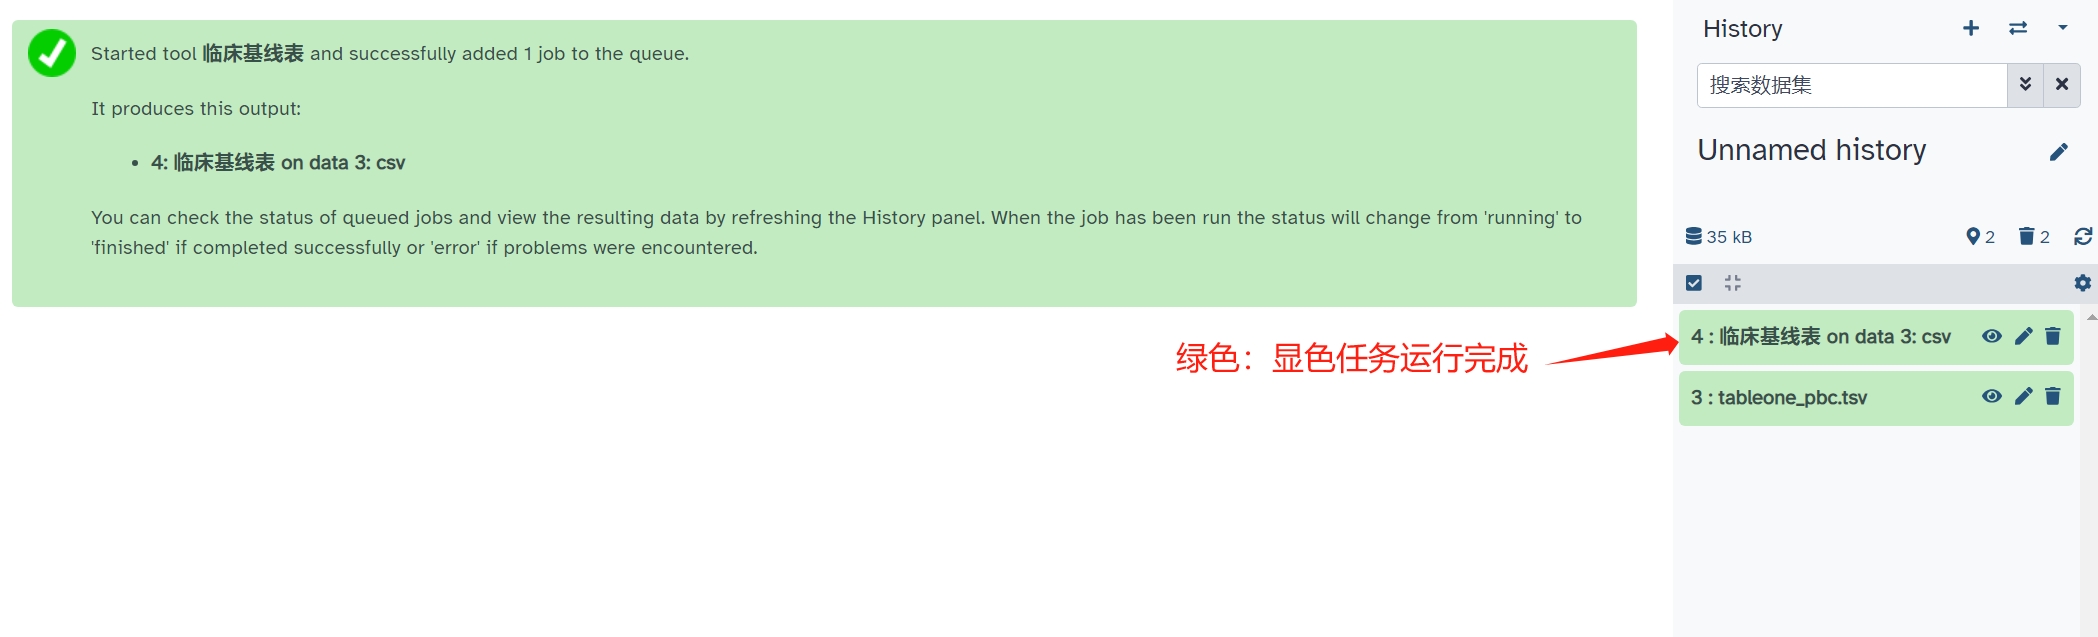 Started tool 临床基线表 and successfully added 1 job to the queue.
It produces this output:
• 4: 临床基线表 on data 3: csv
You can check the status of queued jobs and view the resulting data by refreshing the History panel. When the job has been run the status will change from 'running' to
'finished' if completed successfully or 'error' if problems were encountered.
绿色：显色任务运行完成
History
搜索数据集
Unnamed history
35 kB
2
2
4 : 临床基线表 on data 3: csv
3 : tableone_pbc.tsv